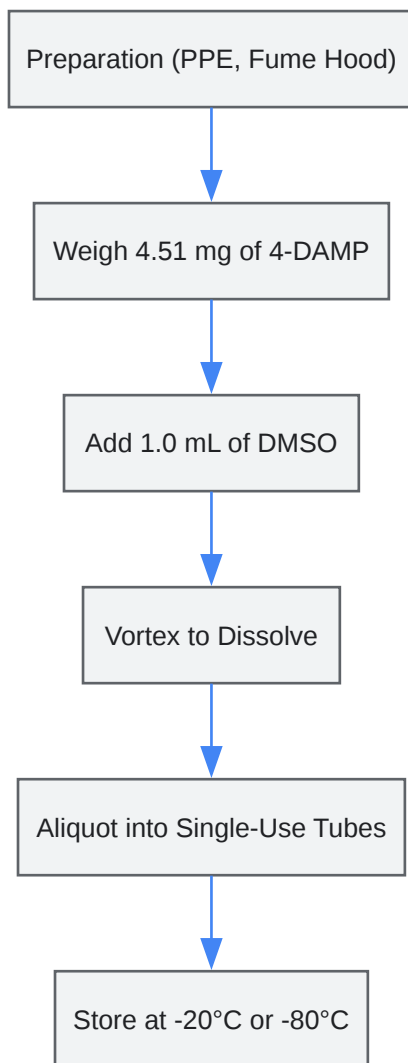 Preparation (PPE, Fume Hood)
Weigh 4.51 mg of 4-DAMP
Add 1.0 mL of DMSO
Vortex to Dissolve
Aliquot into Single-Use Tubes
Store at -20°C or -80°C